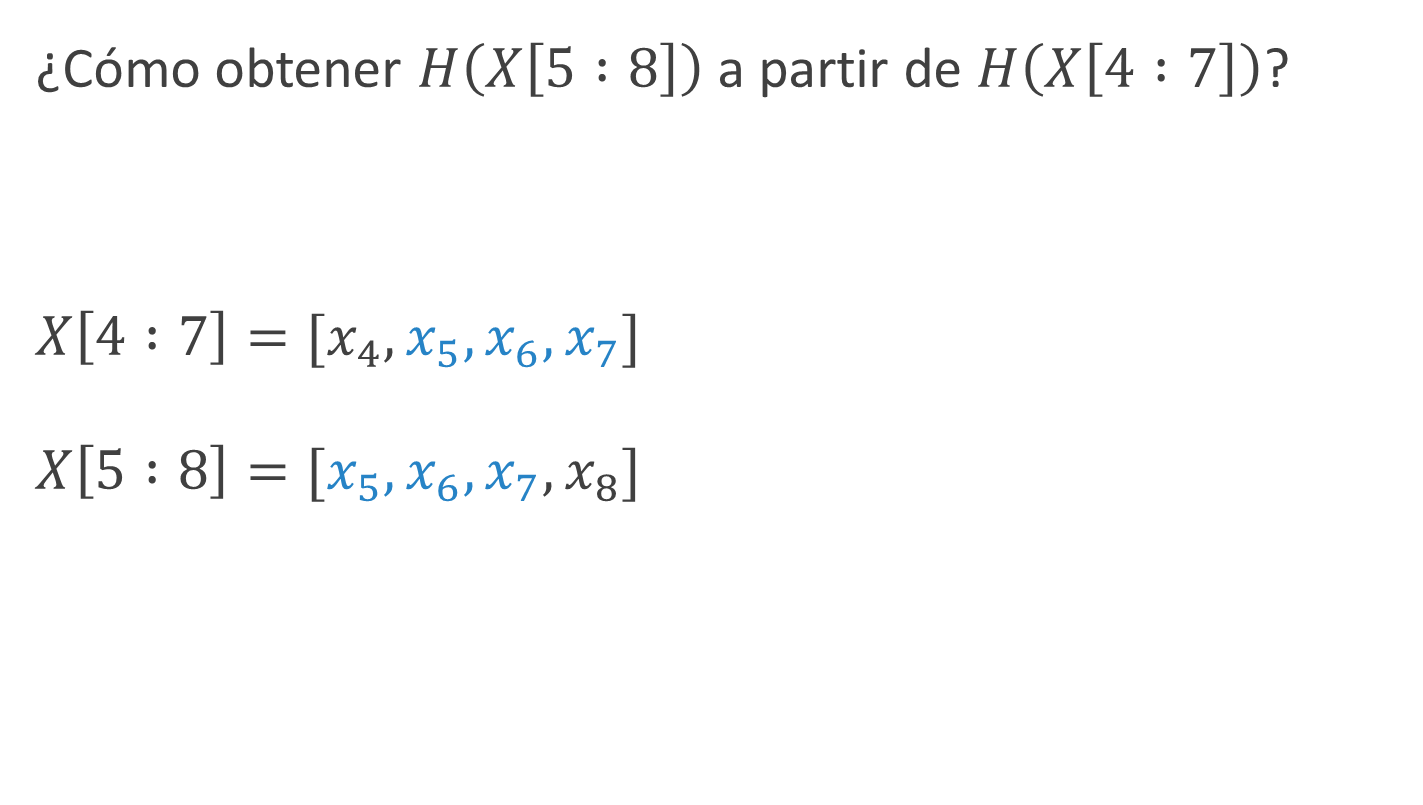 ¿Cómo obtener H(X[5 : 8]) a partir de H(X[4 : 7])?
X[4 : 7] = [x₄, x₅, x₆, x₇]
X[5 : 8] = [x₅, x₆, x₇, x₈]